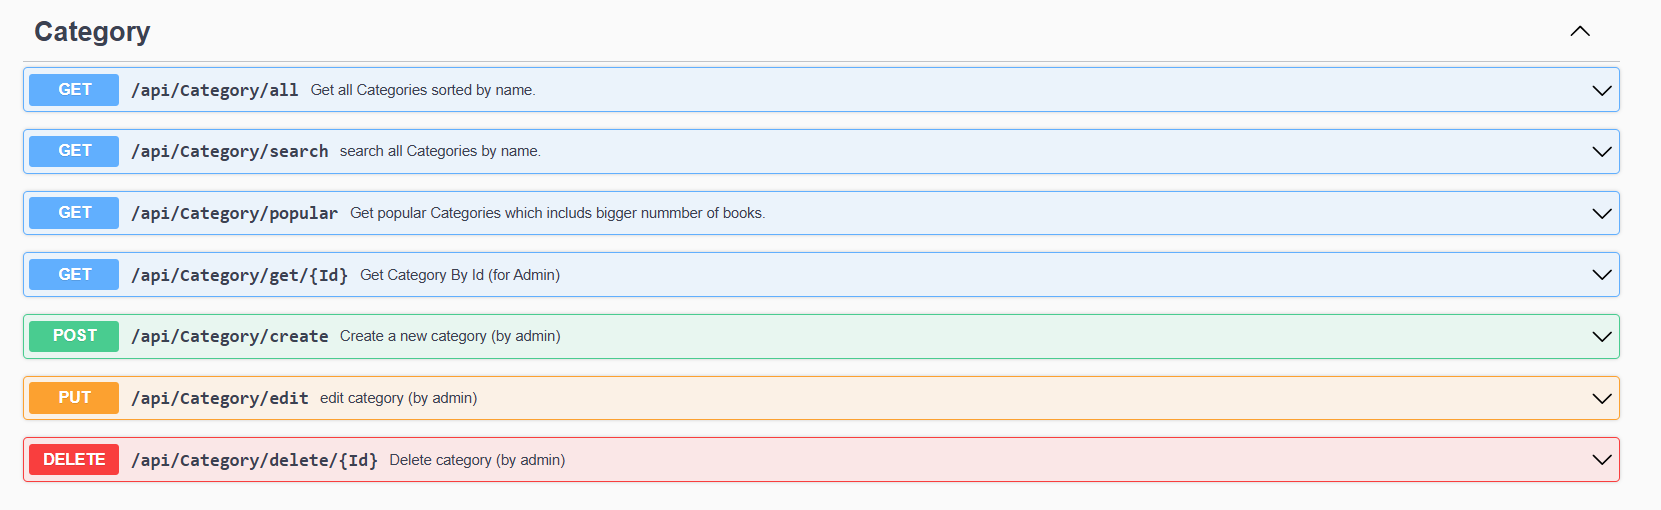 Category
GET /api/Category/all Get all Categories sorted by name.
GET /api/Category/search search all Categories by name.
GET /api/Category/popular Get popular Categories which includs bigger nummber of books.
GET /api/Category/get/{Id} Get Category By Id (for Admin)
POST /api/Category/create Create a new category (by admin)
PUT /api/Category/edit edit category (by admin)
DELETE /api/Category/delete/{Id} Delete category (by admin)